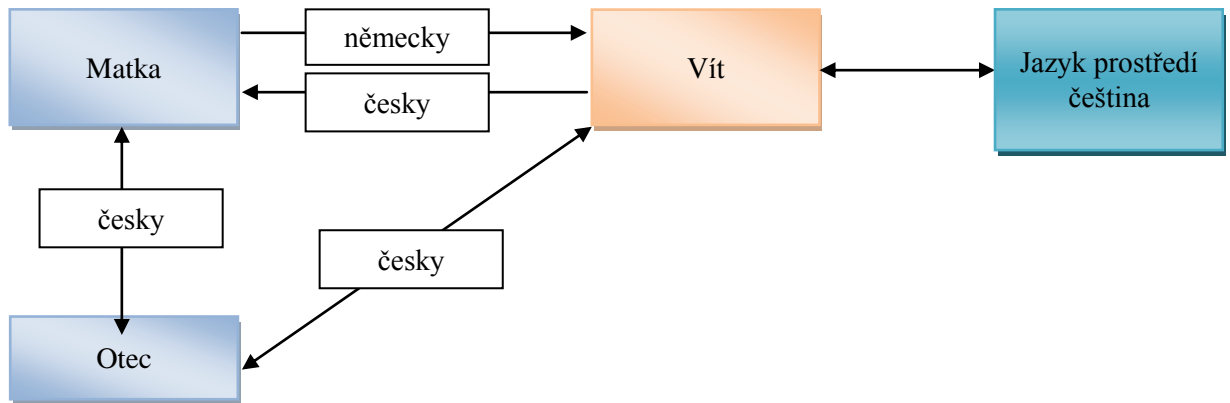 německy
Matka
Vít
Jazyk prostředí
čeština
česky
česky
česky
Otec